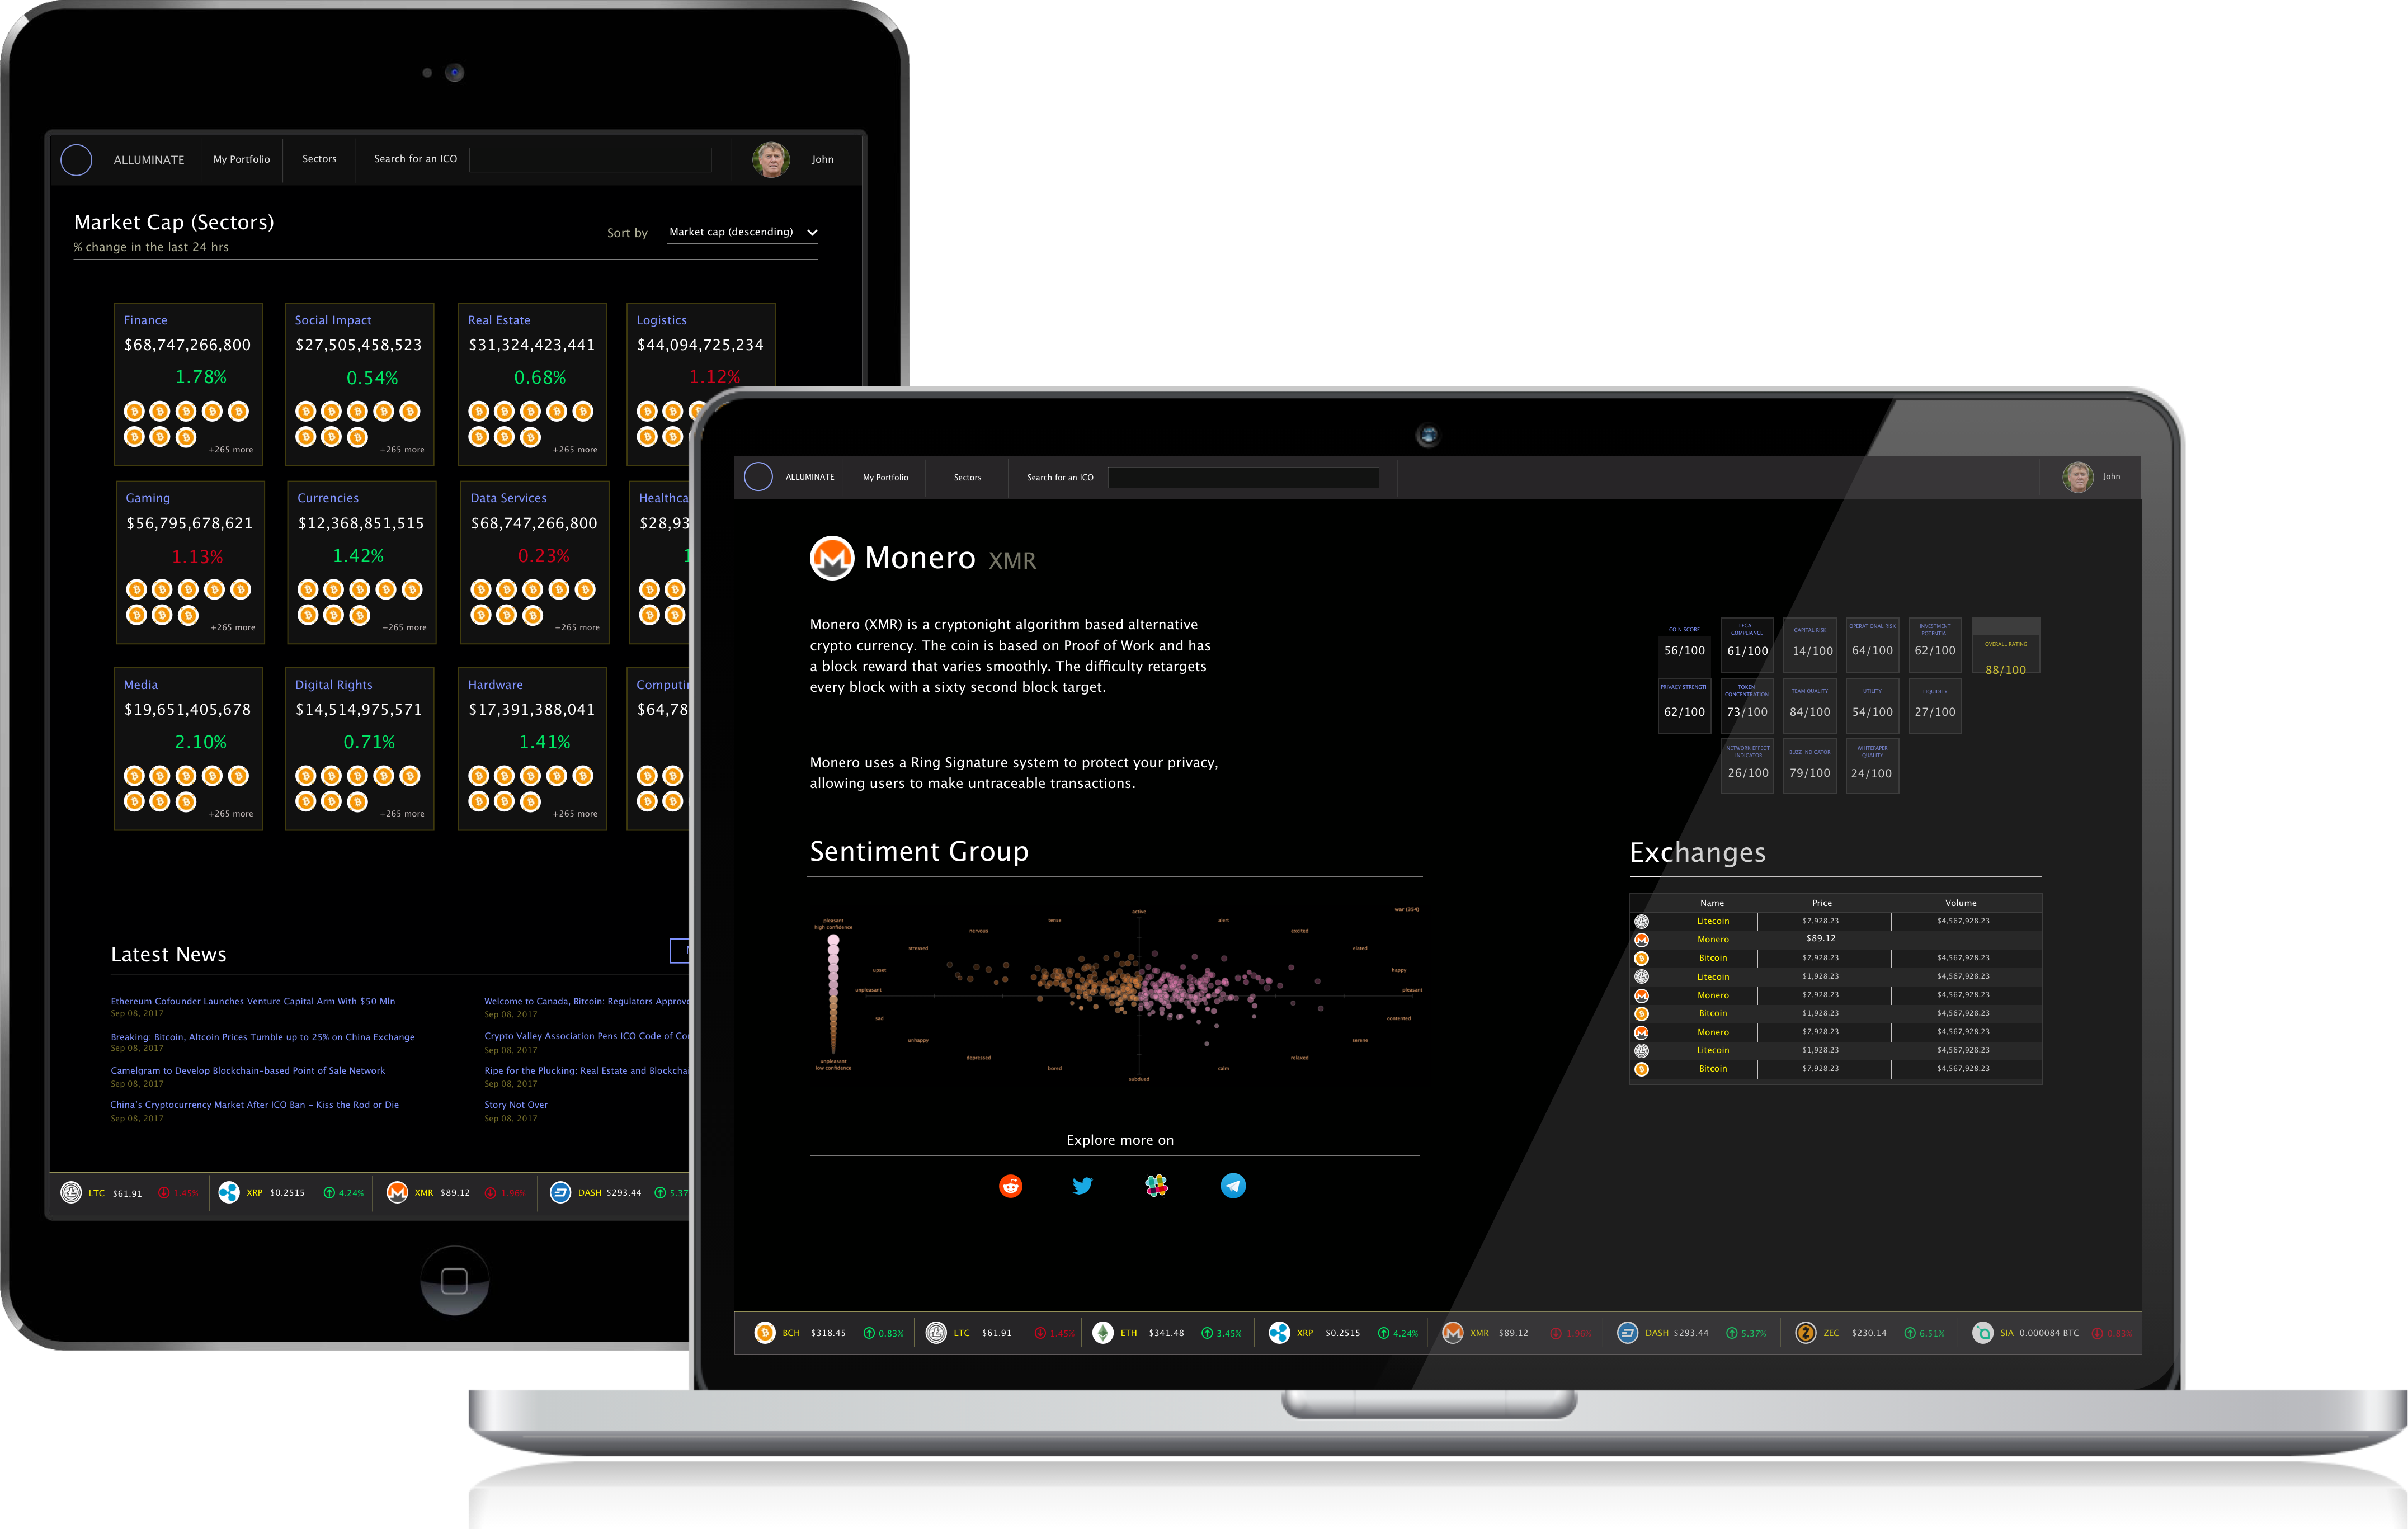 ALLUMINATE My Portfolio Sectors Search for an ICO John
Market Cap (Sectors)
% change in the last 24 hrs
Sort by Market cap (descending)
Finance Social Impact Real Estate Logistics
$68,747,266,800 $27,505,458,523 $31,324,423,441 $44,094,725,234
1.78% 0.54% 0.68% 1.12%
+265 more +265 more +265 more
Gaming Currencies Data Services
$56,795,678,621 $12,368,851,515 $68,747,266,800 $28,93
1.13% 1.42% 0.23%
+265 more +265 more +265 more
Media Digital Rights Hardware
$19,651,405,678 $14,514,975,571 $17,391,388,041 $64,78
2.10% 0.71% 1.41%
+265 more +265 more +265 more
Latest News
Ethereum Cofounder Launches Venture Capital Arm With $50 Mln
Sep 08, 2017
Breaking: Bitcoin, Altcoin Prices Tumble up to 25% on China Exchange
Sep 08, 2017
Camelgram to Develop Blockchain-based Point of Sale Network
Sep 08, 2017
China's Cryptocurrency Market After ICO Ban - Kiss the Rod or Die
Sep 08, 2017
Welcome to Canada, Bitcoin: Regulators Approve
Sep 08, 2017
Crypto Valley Association Pens ICO Code of Co
Sep 08, 2017
Ripe for the Plucking: Real Estate and Blockchai
Sep 08, 2017
Story Not Over
Sep 08, 2017
LTC $61.91 1.45% XRP $0.2515 4.24% XMR $89.12 1.96% DASH $293.44 5.37
ALLUMINATE My Portfolio Sectors Search for an ICO John
Monero XMR
Monero (XMR) is a cryptonight algorithm based alternative
crypto currency. The coin is based on Proof of Work and has
a block reward that varies smoothly. The difficulty retargets
every block with a sixty second block target.
Monero uses a Ring Signature system to protect your privacy,
allowing users to make untraceable transactions.
COIN SCORE
56/100
LEGAL
COMPLIANCE
61/100
CAPITAL RISK
14/100
OPERATIONAL RISK
64/100
INVESTMENT
POTENTIAL
62/100
OVERALL RATING
88/100
PRIVACY STRENGTH
62/100
TOKEN
CONCENTRATION
73/100
TEAM QUALITY
84/100
UTILITY
54/100
LIQUIDITY
27/100
NETWORK EFFECT
INDICATOR
26/100
BUZZ INDICATOR
79/100
WHITEPAPER
QUALITY
24/100
Sentiment Group
pleasant
high confidence
unpleasant
low confidence
active
war (354)
tense
alert
nervous
excited
stressed
elated
upset
happy
unpleasant
pleasant
sad
contented
unhappy
serene
depressed
relaxed
bored
calm
subdued
Exchanges
Name Price Volume
Litecoin $7,928.23 $4,567,928.23
Monero $89.12
Bitcoin $7,928.23 $4,567,928.23
Litecoin $1,928.23 $4,567,928.23
Monero $7,928.23 $4,567,928.23
Bitcoin $1,928.23 $4,567,928.23
Monero $7,928.23 $4,567,928.23
Litecoin $1,928.23 $4,567,928.23
Bitcoin $7,928.23 $4,567,928.23
Explore more on
BCH $318.45 0.83% LTC $61.91 1.45% ETH $341.48 3.45% XRP $0.2515 4.24% XMR $89.12 1.96% DASH $293.44 5.37% ZEC $230.14 6.51% SIA 0.000084 BTC 0.83%